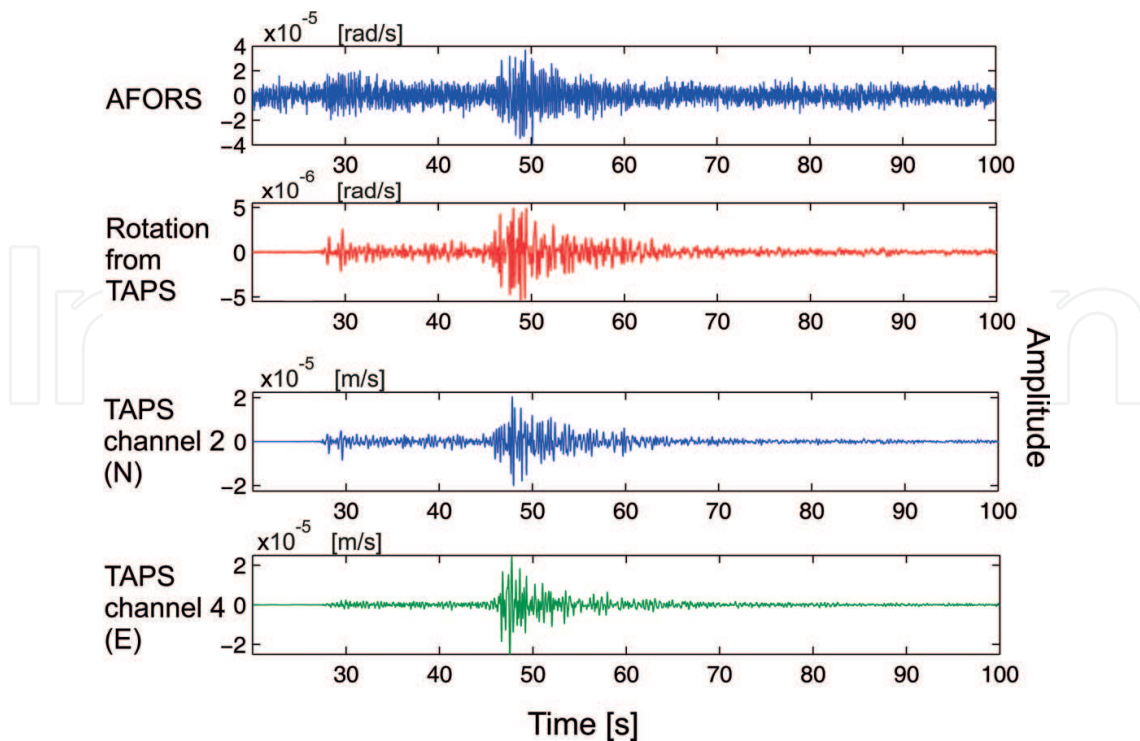 x10⁻⁵ [rad/s]
AFORS
4
2
0
−2
−4
30 40 50 60 70 80 90 100
x10⁻⁶ [rad/s]
Rotation
from
TAPS
5
0
−5
30 40 50 60 70 80 90 100
x10⁻⁵ [m/s]
TAPS
channel 2
(N)
2
0
−2
30 40 50 60 70 80 90 100
x10⁻⁵ [m/s]
TAPS
channel 4
(E)
2
0
−2
30 40 50 60 70 80 90 100
Amplitude
Time [s]